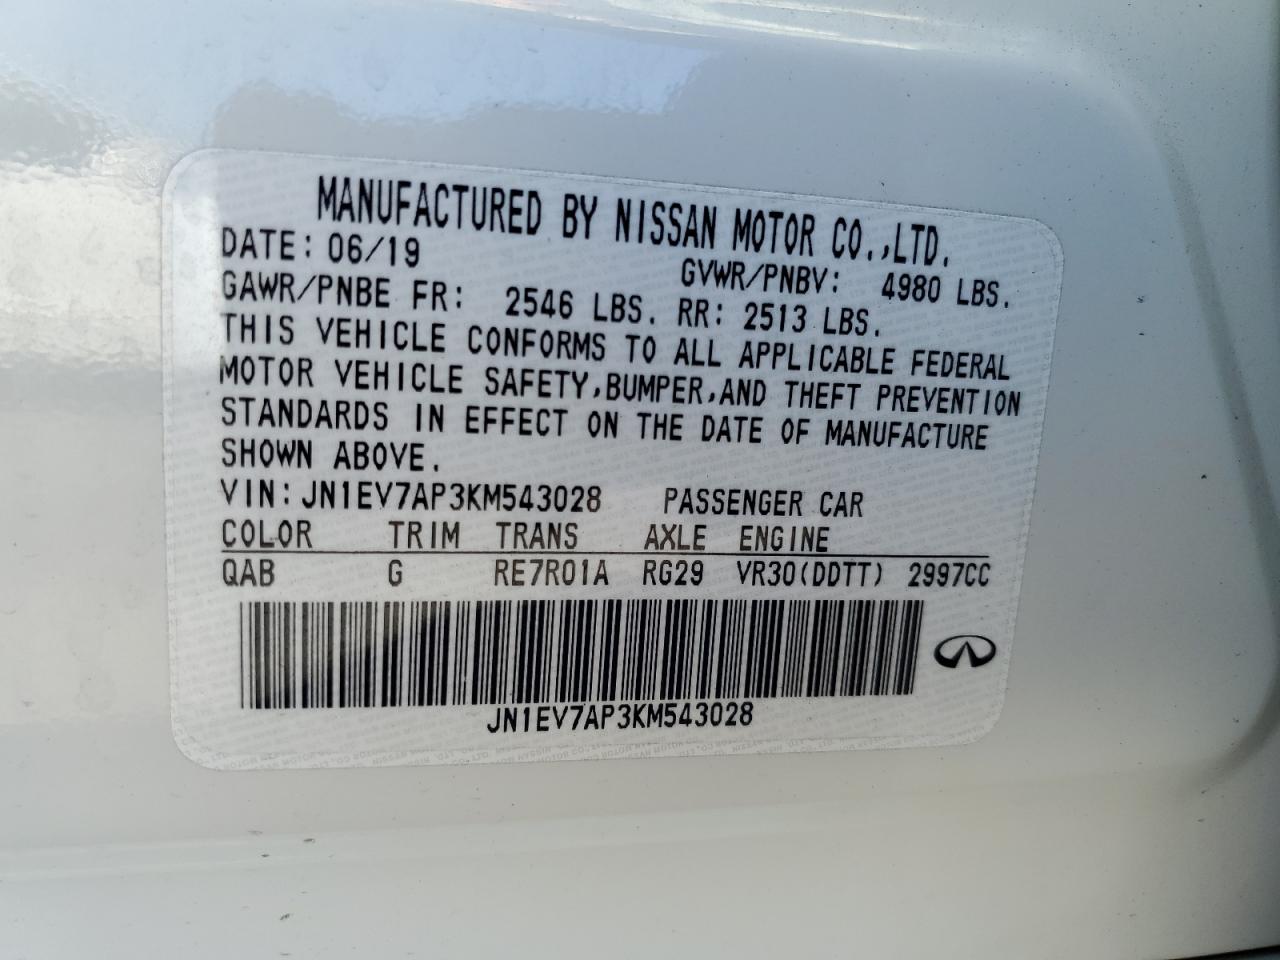 MANUFACTURED BY NISSAN MOTOR CO.,LTD.
DATE: 06/19 GVWR/PNBV: 4980 LBS.
GAWR/PNBE FR: 2546 LBS. RR: 2513 LBS.
THIS VEHICLE CONFORMS TO ALL APPLICABLE FEDERAL
MOTOR VEHICLE SAFETY,BUMPER,AND THEFT PREVENTION
STANDARDS IN EFFECT ON THE DATE OF MANUFACTURE
SHOWN ABOVE.
VIN: JN1EV7AP3KM543028 PASSENGER CAR
COLOR TRIM TRANS AXLE ENGINE
QAB G RE7R01A RG29 VR30(DDTT) 2997CC
JN1EV7AP3KM543028